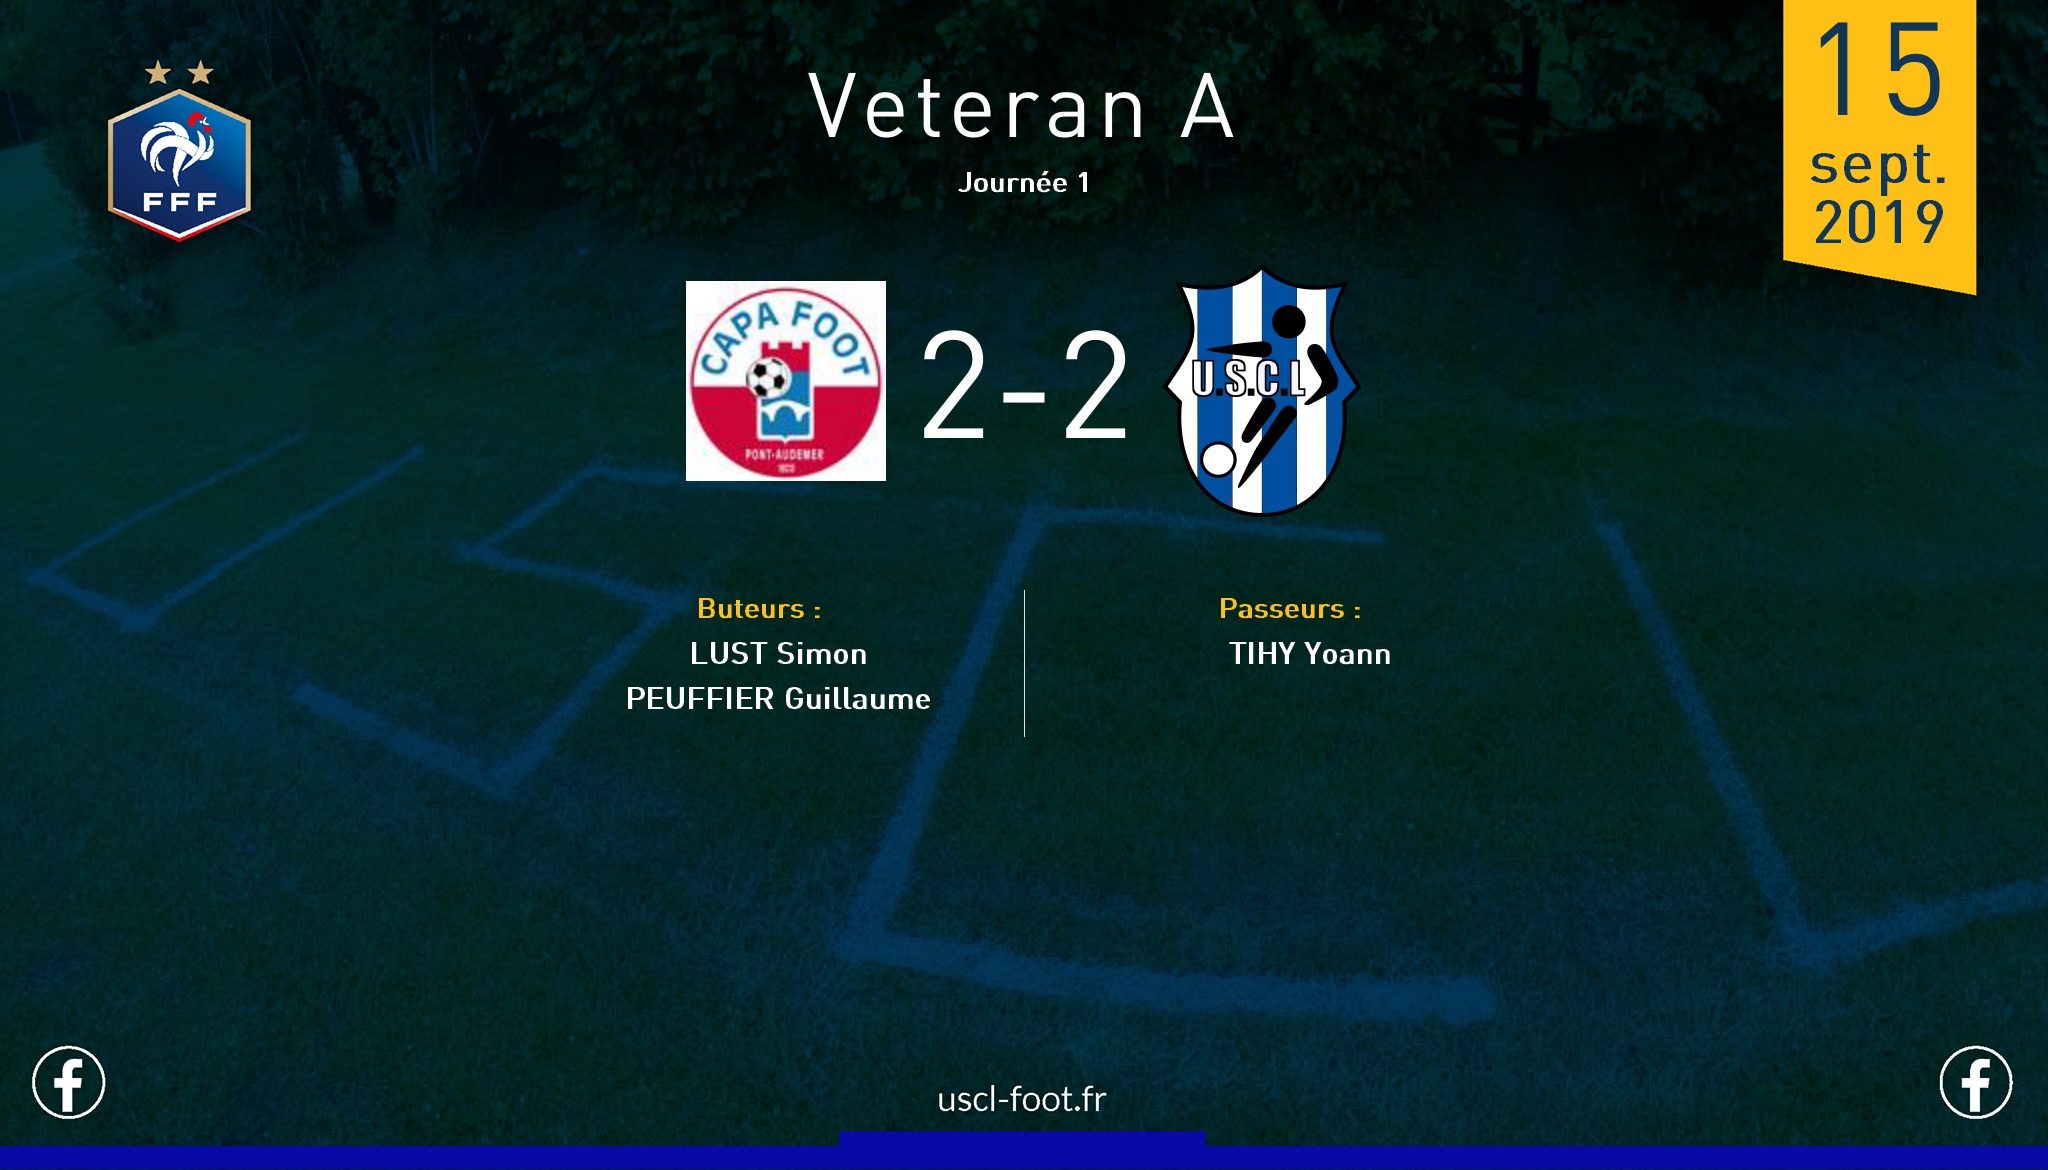 15
sept.
2019
FFF
Veteran A
Journée 1
CAPA FOOT
PONT-AUDEMER
2-2
U.S.C.L
Buteurs :
LUST Simon
PEUFFIER Guillaume
Passeurs :
TIHY Yoann
USCL
uscl-foot.fr